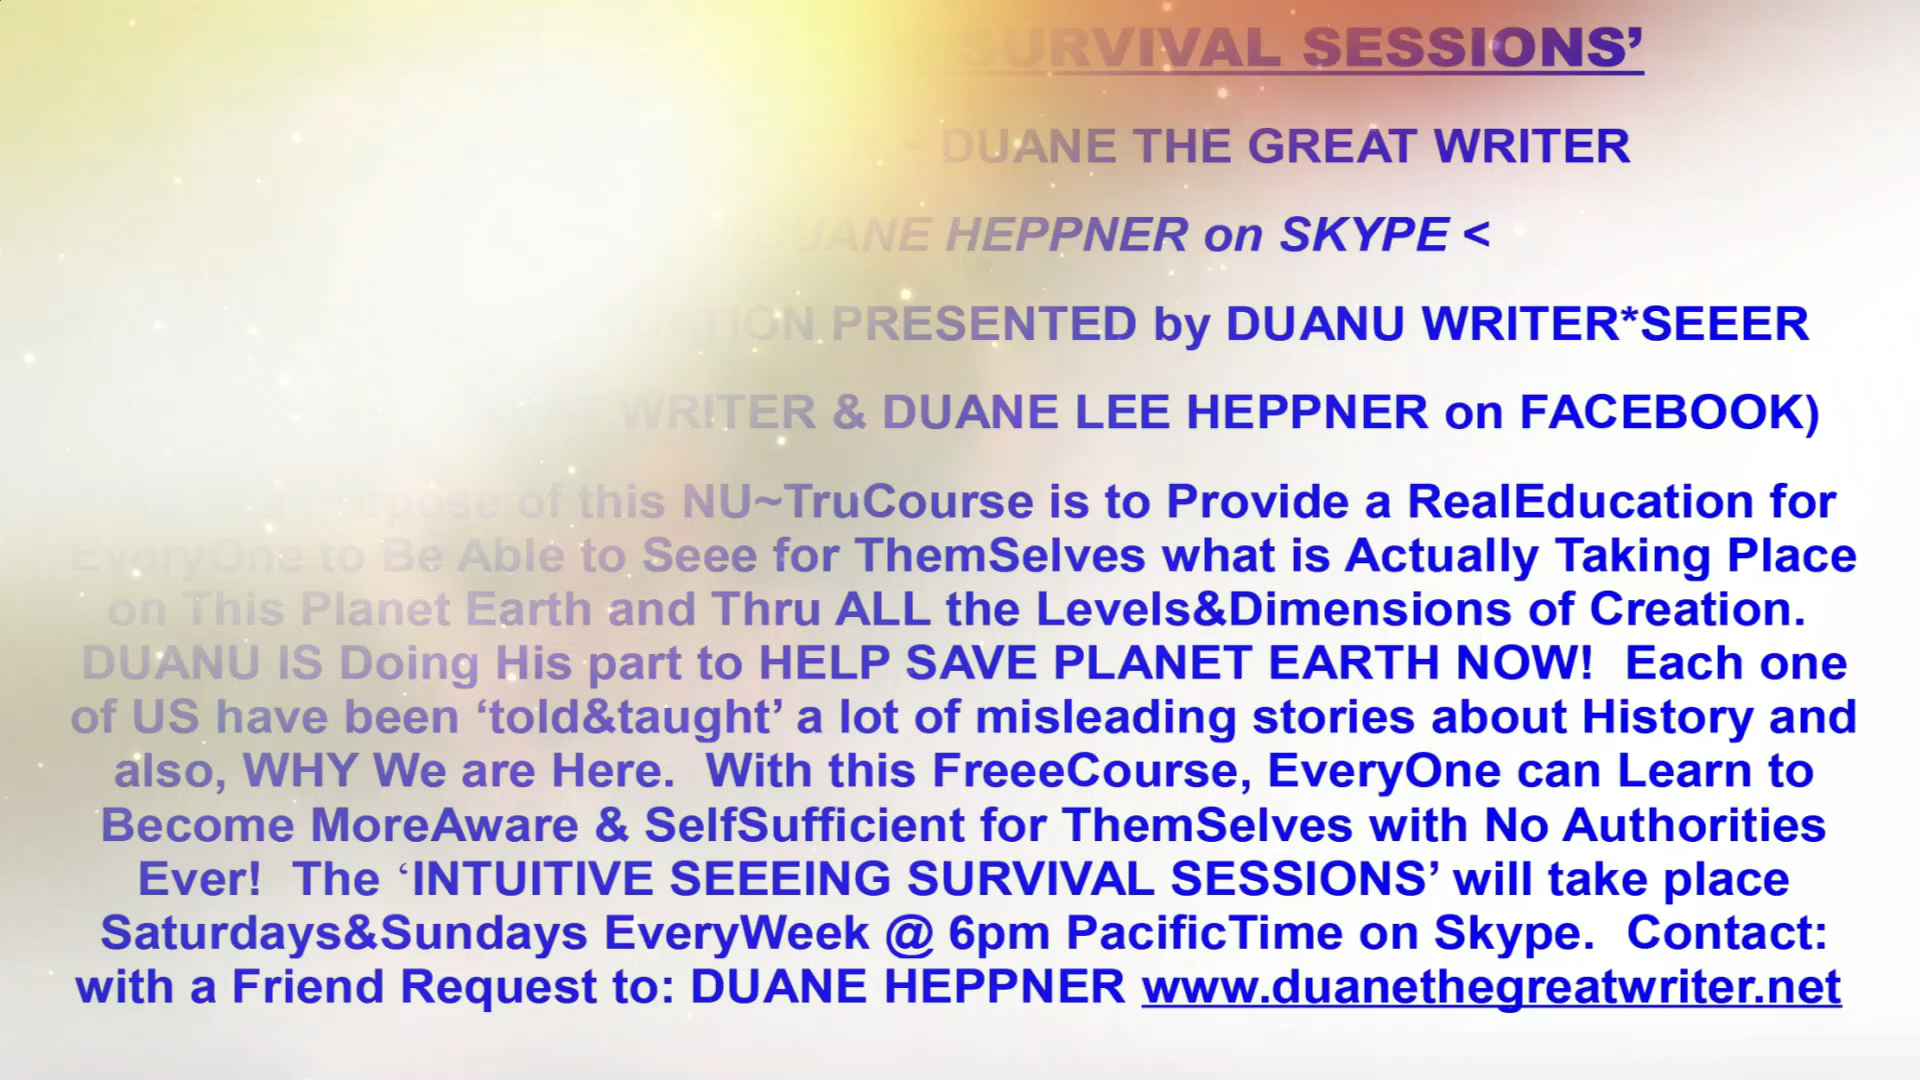 SURVIVAL SESSIONS’
~ DUANE THE GREAT WRITER
DUANE HEPPNER on SKYPE <
PRESENTED by DUANU WRITER*SEEER
WRITER & DUANE LEE HEPPNER on FACEBOOK)
of this NU~TruCourse is to Provide a RealEducation for
EveryOne to Be Able to Seee for ThemSelves what is Actually Taking Place
on This Planet Earth and Thru ALL the Levels&Dimensions of Creation.
DUANU IS Doing His part to HELP SAVE PLANET EARTH NOW! Each one
of US have been ‘told&taught’ a lot of misleading stories about History and
also, WHY We are Here. With this FreeeCourse, EveryOne can Learn to
Become MoreAware & SelfSufficient for ThemSelves with No Authorities
Ever! The ‘INTUITIVE SEEEING SURVIVAL SESSIONS’ will take place
Saturdays&Sundays EveryWeek @ 6pm PacificTime on Skype. Contact:
with a Friend Request to: DUANE HEPPNER www.duanethegreatwriter.net